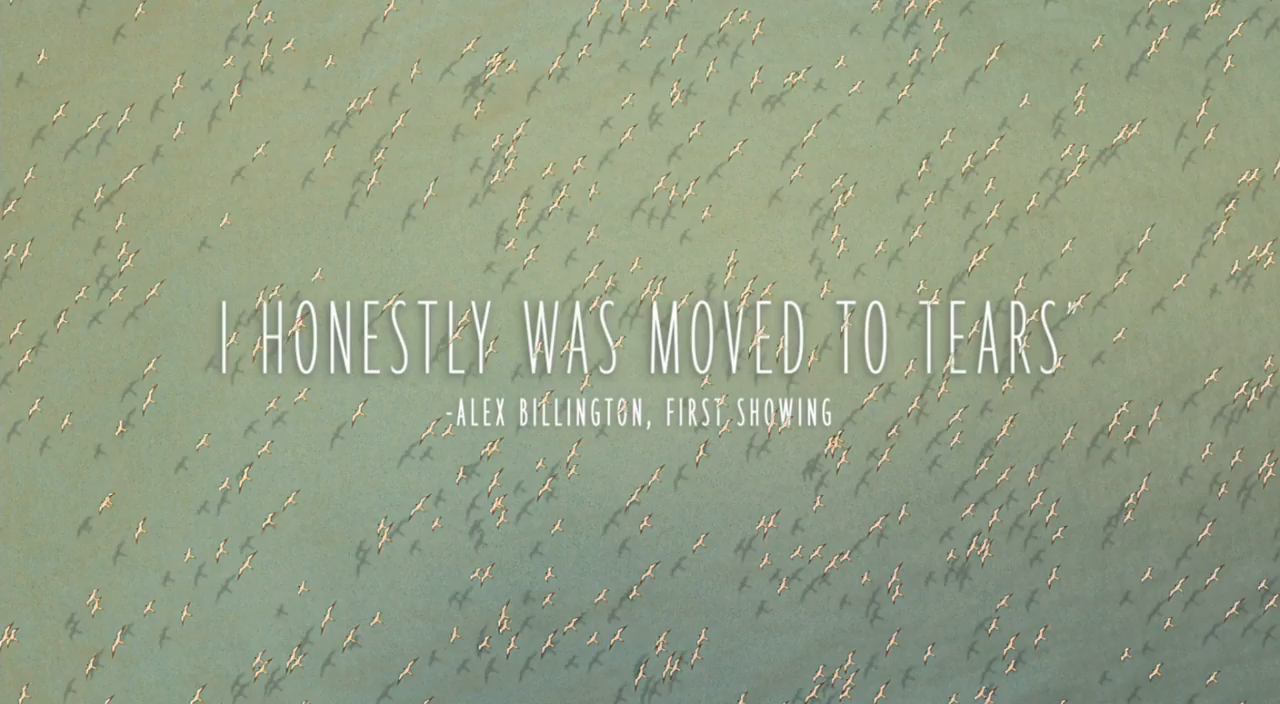 I HONESTLY WAS MOVED TO TEARS"
-ALEX BILLINGTON, FIRST SHOWING